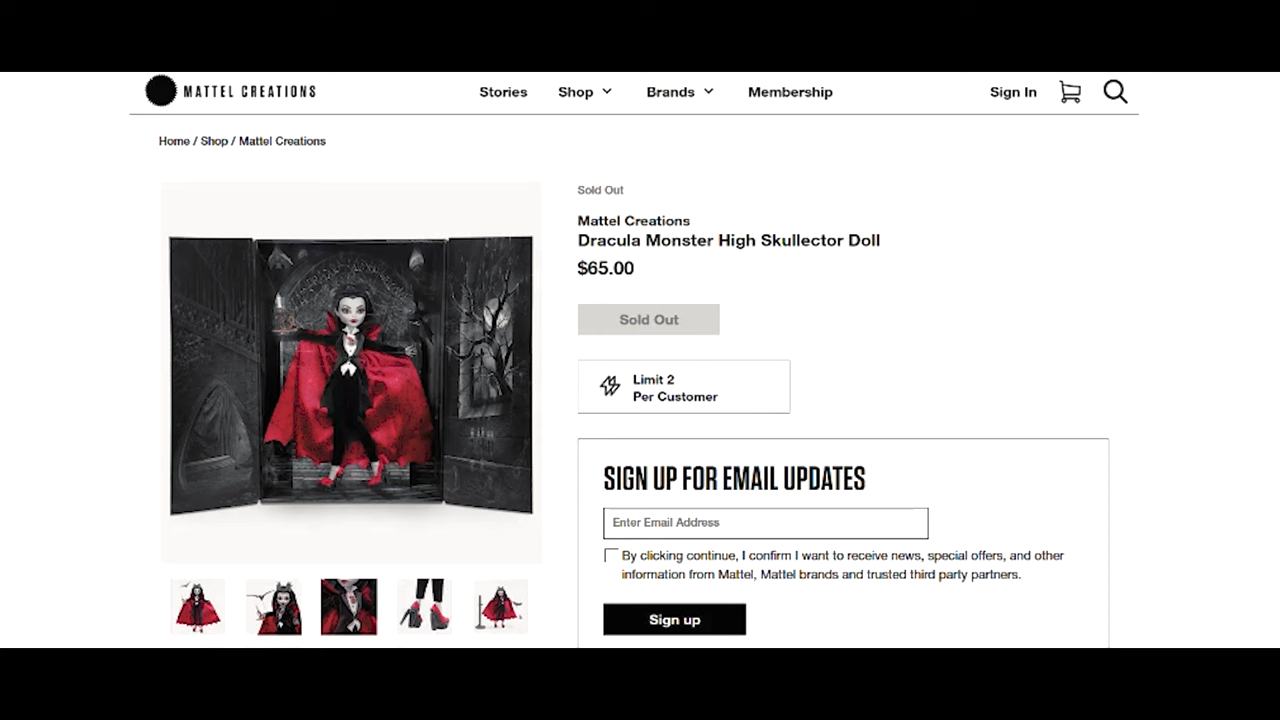 MATTEL CREATIONS
Stories Shop Brands Membership
Sign In
Home / Shop / Mattel Creations
Sold Out
Mattel Creations
Dracula Monster High Skullector Doll
$65.00
Sold Out
Limit 2
Per Customer
SIGN UP FOR EMAIL UPDATES
Enter Email Address
By clicking continue, I confirm I want to receive news, special offers, and other
information from Mattel, Mattel brands and trusted third party partners.
Sign up